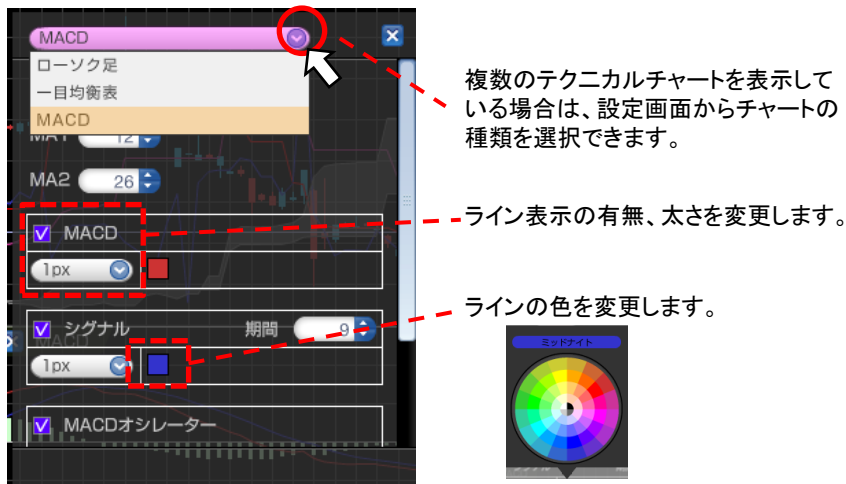 MACD
ローソク足
一目均衡表
MACD
MA1 12
MA2 26
MACD
1px
シグナル 期間 9
1px
MACD
MACDオシレーター
複数のテクニカルチャートを表示して
いる場合は、設定画面からチャートの
種類を選択できます。
ライン表示の有無、太さを変更します。
ラインの色を変更します。
ミッドナイト